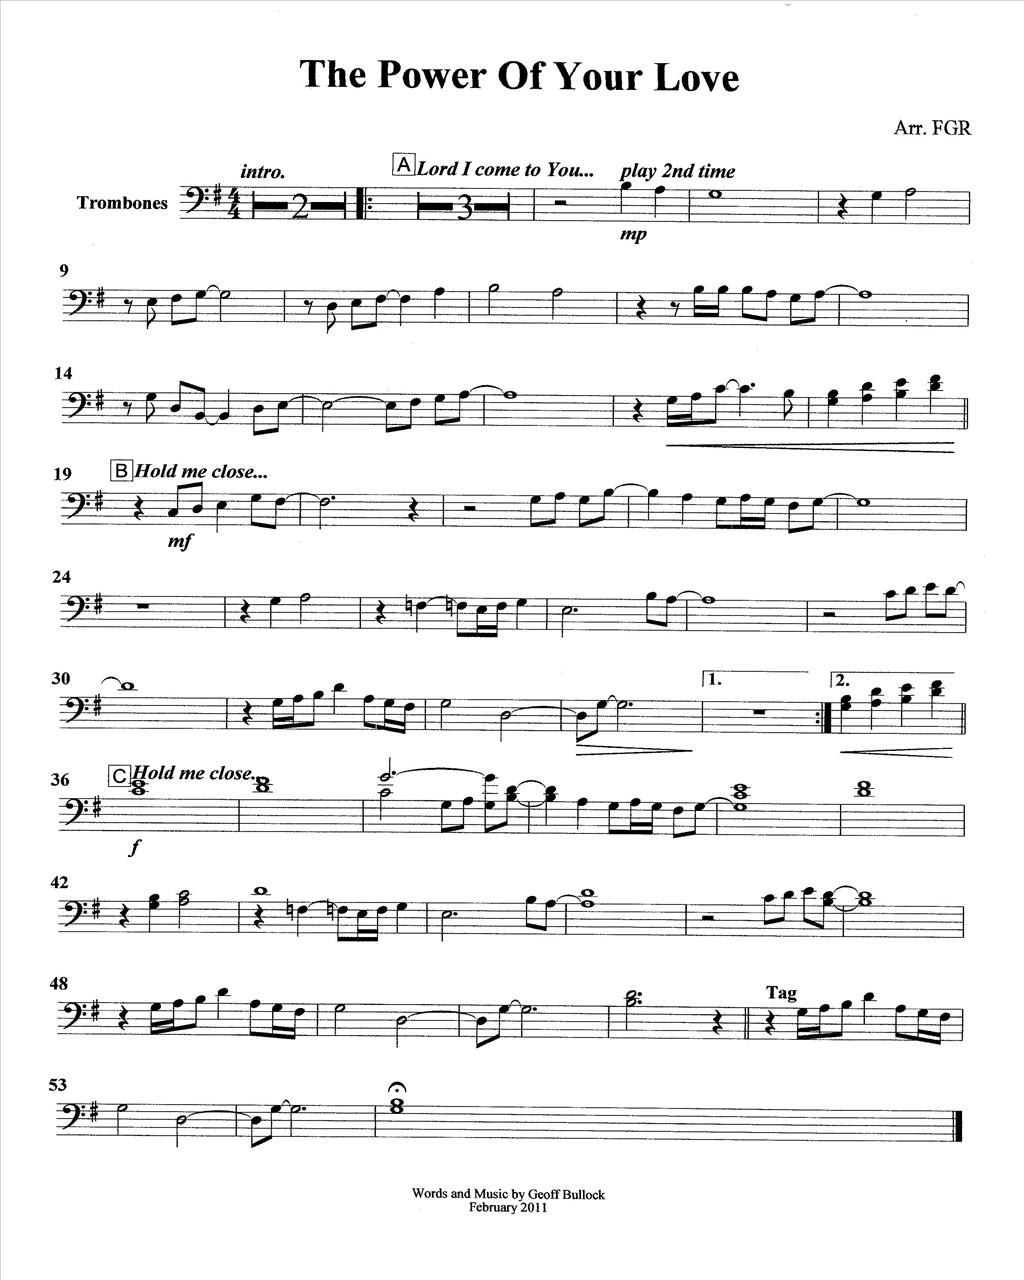 The Power Of Your Love
Arr. FGR
intro. A Lord I come to You... play 2nd time
Trombones 4/4 2 3
mp
9
14
19 B Hold me close...
mf
24
30 1. 2.
36 C Hold me close...
f
42
48 Tag
53
Words and Music by Geoff Bullock
February 2011